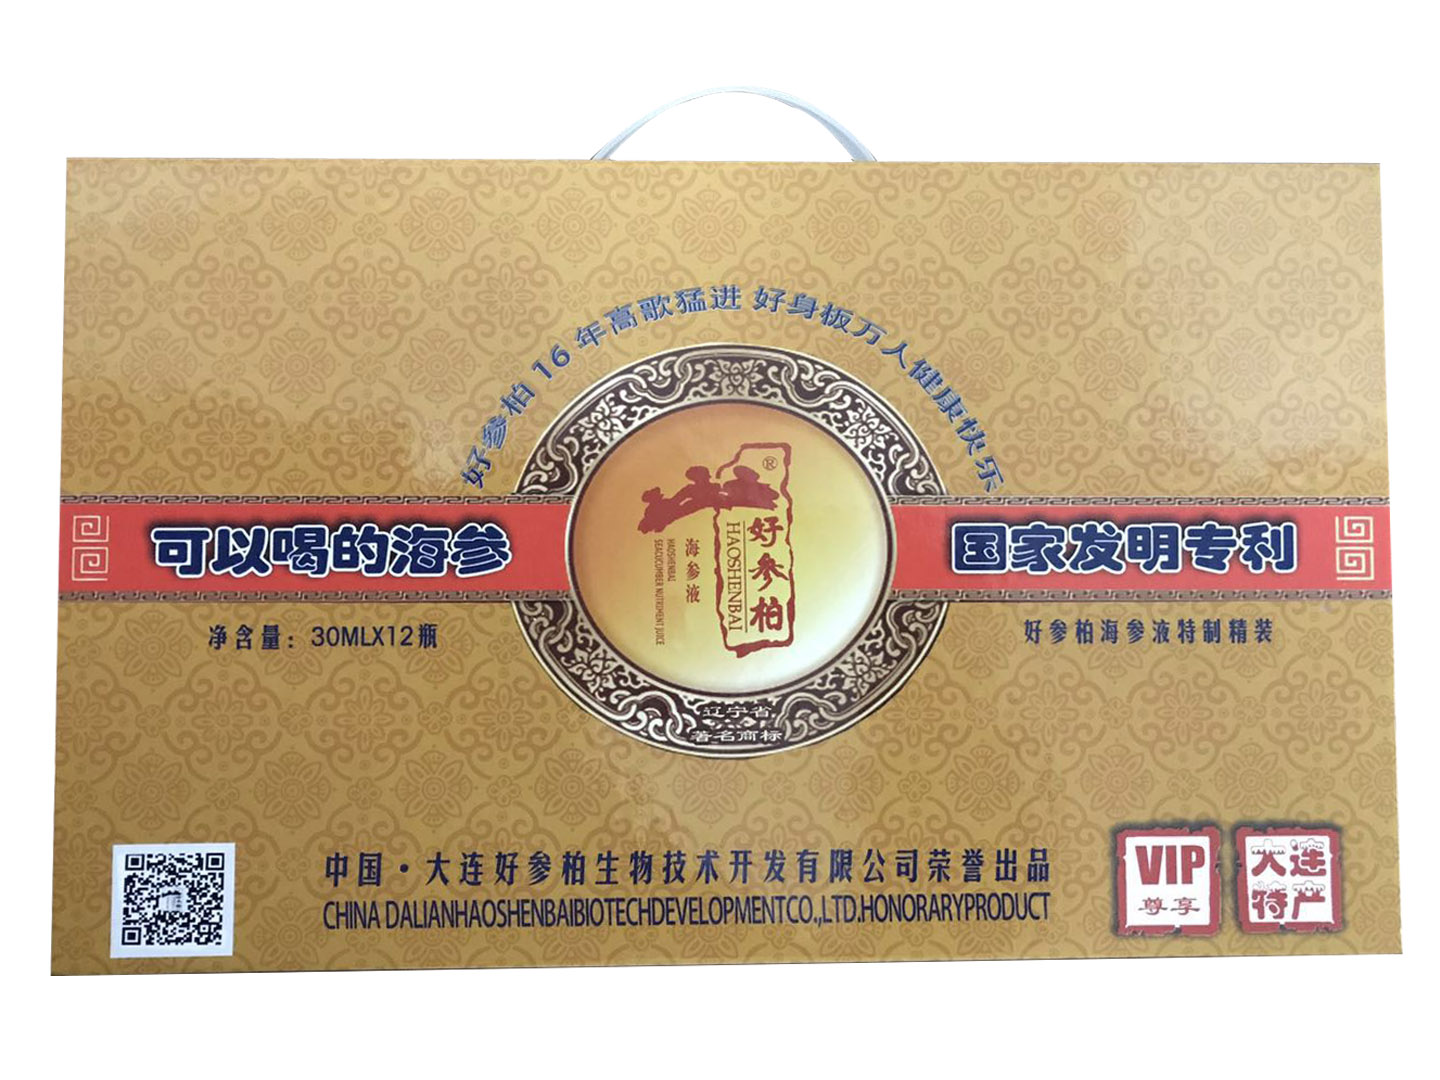 好参柏 16 年高歌猛进 好身板万人健康快乐
可以喝的海参
国家发明专利
®
好参柏
HAOSHENBAI
海参液
HAOSHENBAI
SEACUCUMBER NUTRIMENT JUICE
净含量：30MLX12瓶
好参柏海参液特制精装
辽宁省
著名商标
中国·大连好参柏生物技术开发有限公司荣誉出品
CHINA DALIANHAOSHENBAIBIOTECHDEVELOPMENTCO.,LTD.HONORARYPRODUCT
VIP
尊享
大连
特产